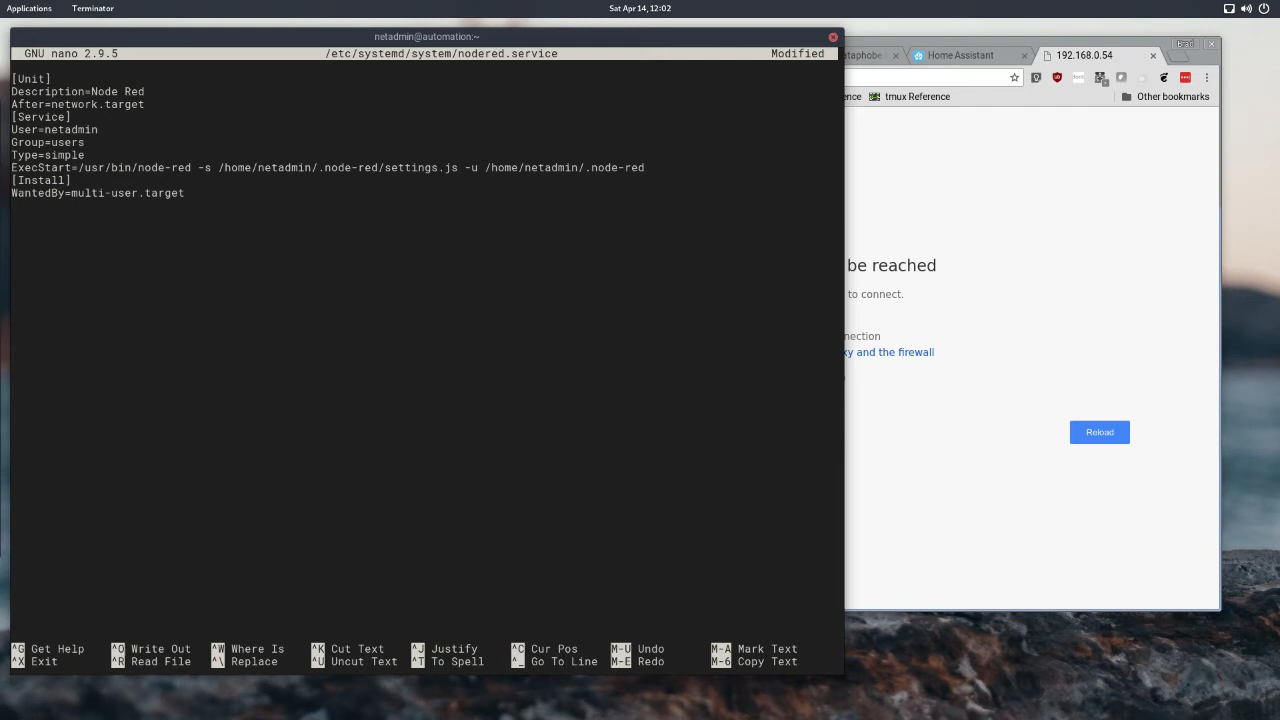 Applications Terminator Sat Apr 14, 12:02
netadmin@automation:~
GNU nano 2.9.5 /etc/systemd/system/nodered.service Modified
[Unit]
Description=Node Red
After=network.target
[Service]
User=netadmin
Group=users
Type=simple
ExecStart=/usr/bin/node-red -s /home/netadmin/.node-red/settings.js -u /home/netadmin/.node-red
[Install]
WantedBy=multi-user.target
^G Get Help ^O Write Out ^W Where Is ^K Cut Text ^J Justify ^C Cur Pos M-U Undo M-A Mark Text
^X Exit ^R Read File ^\ Replace ^U Uncut Text ^T To Spell ^_ Go To Line M-E Redo M-6 Copy Text
Brad
ataphobe Home Assistant 192.168.0.54
ence tmux Reference Other bookmarks
be reached
to connect.
nection
xy and the firewall
Reload